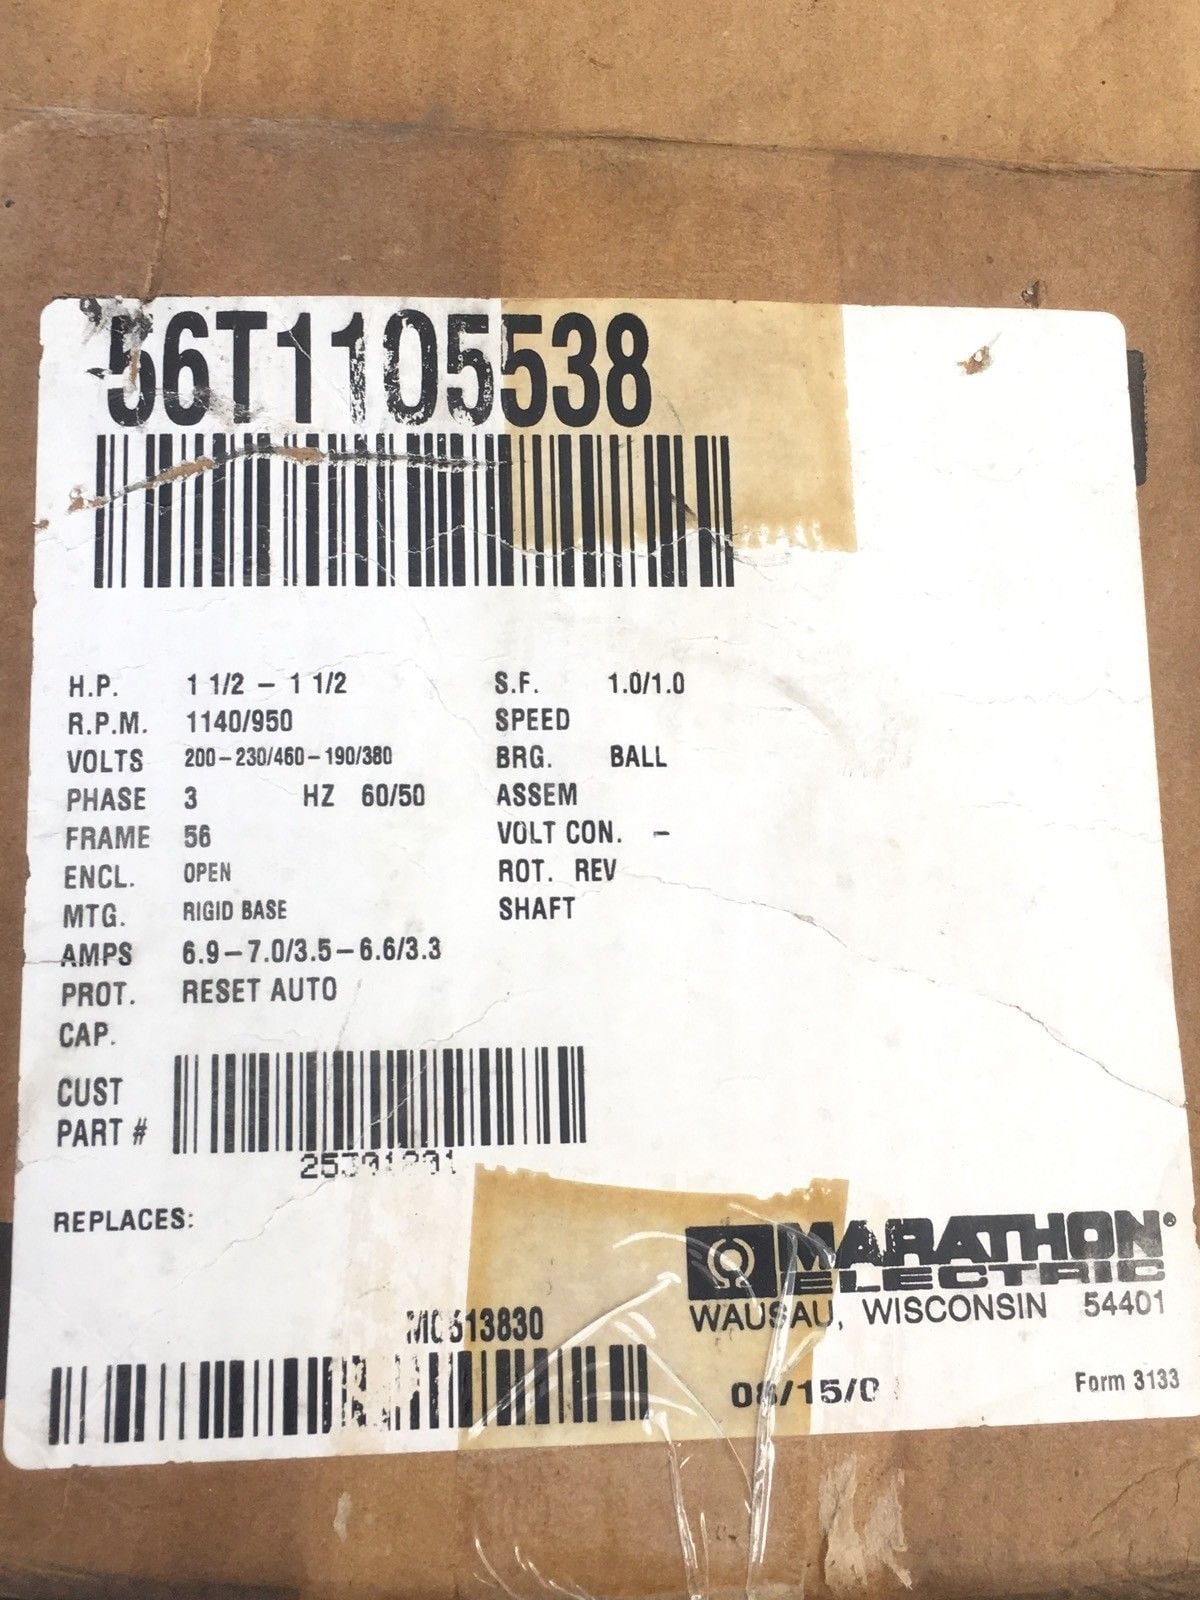 56T1105538
H.P. 1 1/2 – 1 1/2
R.P.M. 1140/950
VOLTS 200–230/460–190/380
PHASE 3 HZ 60/50
FRAME 56
ENCL. OPEN
MTG. RIGID BASE
AMPS 6.9–7.0/3.5–6.6/3.3
PROT. RESET AUTO
CAP.
S.F. 1.0/1.0
SPEED
BRG. BALL
ASSEM
VOLT CON. –
ROT. REV
SHAFT
CUST
PART #
REPLACES:
MARATHON®
ELECTRIC
WAUSAU, WISCONSIN 54401
Form 3133